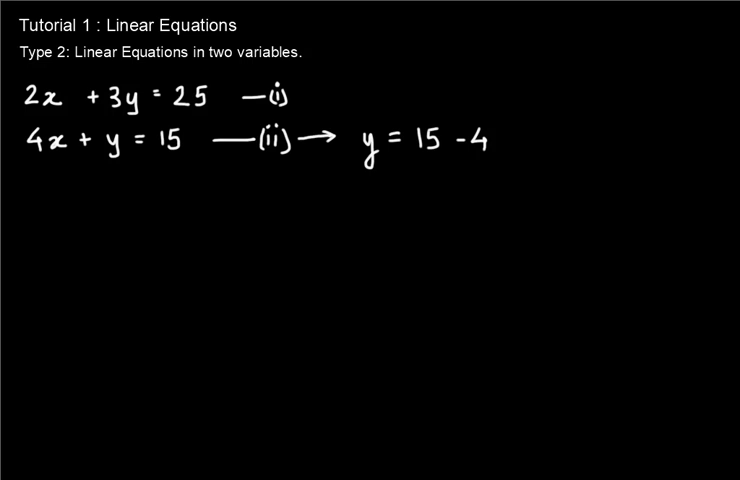 Tutorial 1 : Linear Equations
Type 2: Linear Equations in two variables.
2x + 3y = 25 —(i)
4x + y = 15 —(ii) → y = 15 - 4